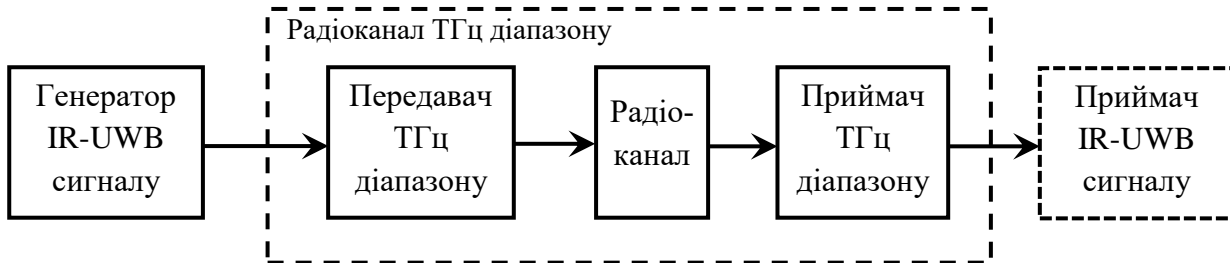 Радіоканал ТГц діапазону
Генератор
IR-UWB
сигналу
Передавач
ТГц
діапазону
Радіо-
канал
Приймач
ТГц
діапазону
Приймач
IR-UWB
сигналу